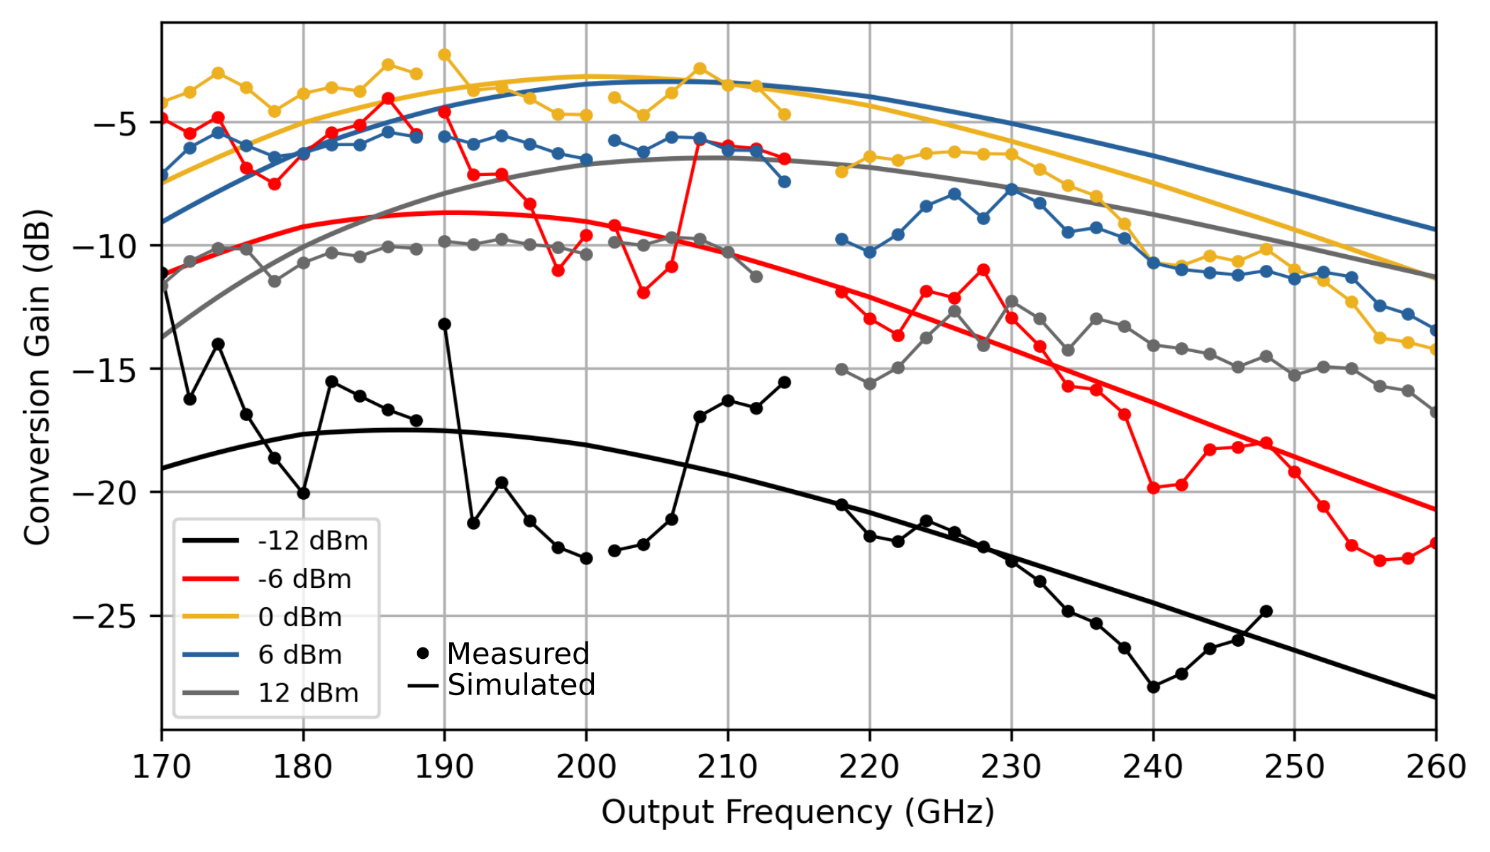 Conversion Gain (dB)
−5
−10
−15
−20
−25
-12 dBm
-6 dBm
0 dBm
6 dBm
12 dBm
Measured
Simulated
170 180 190 200 210 220 230 240 250 260
Output Frequency (GHz)